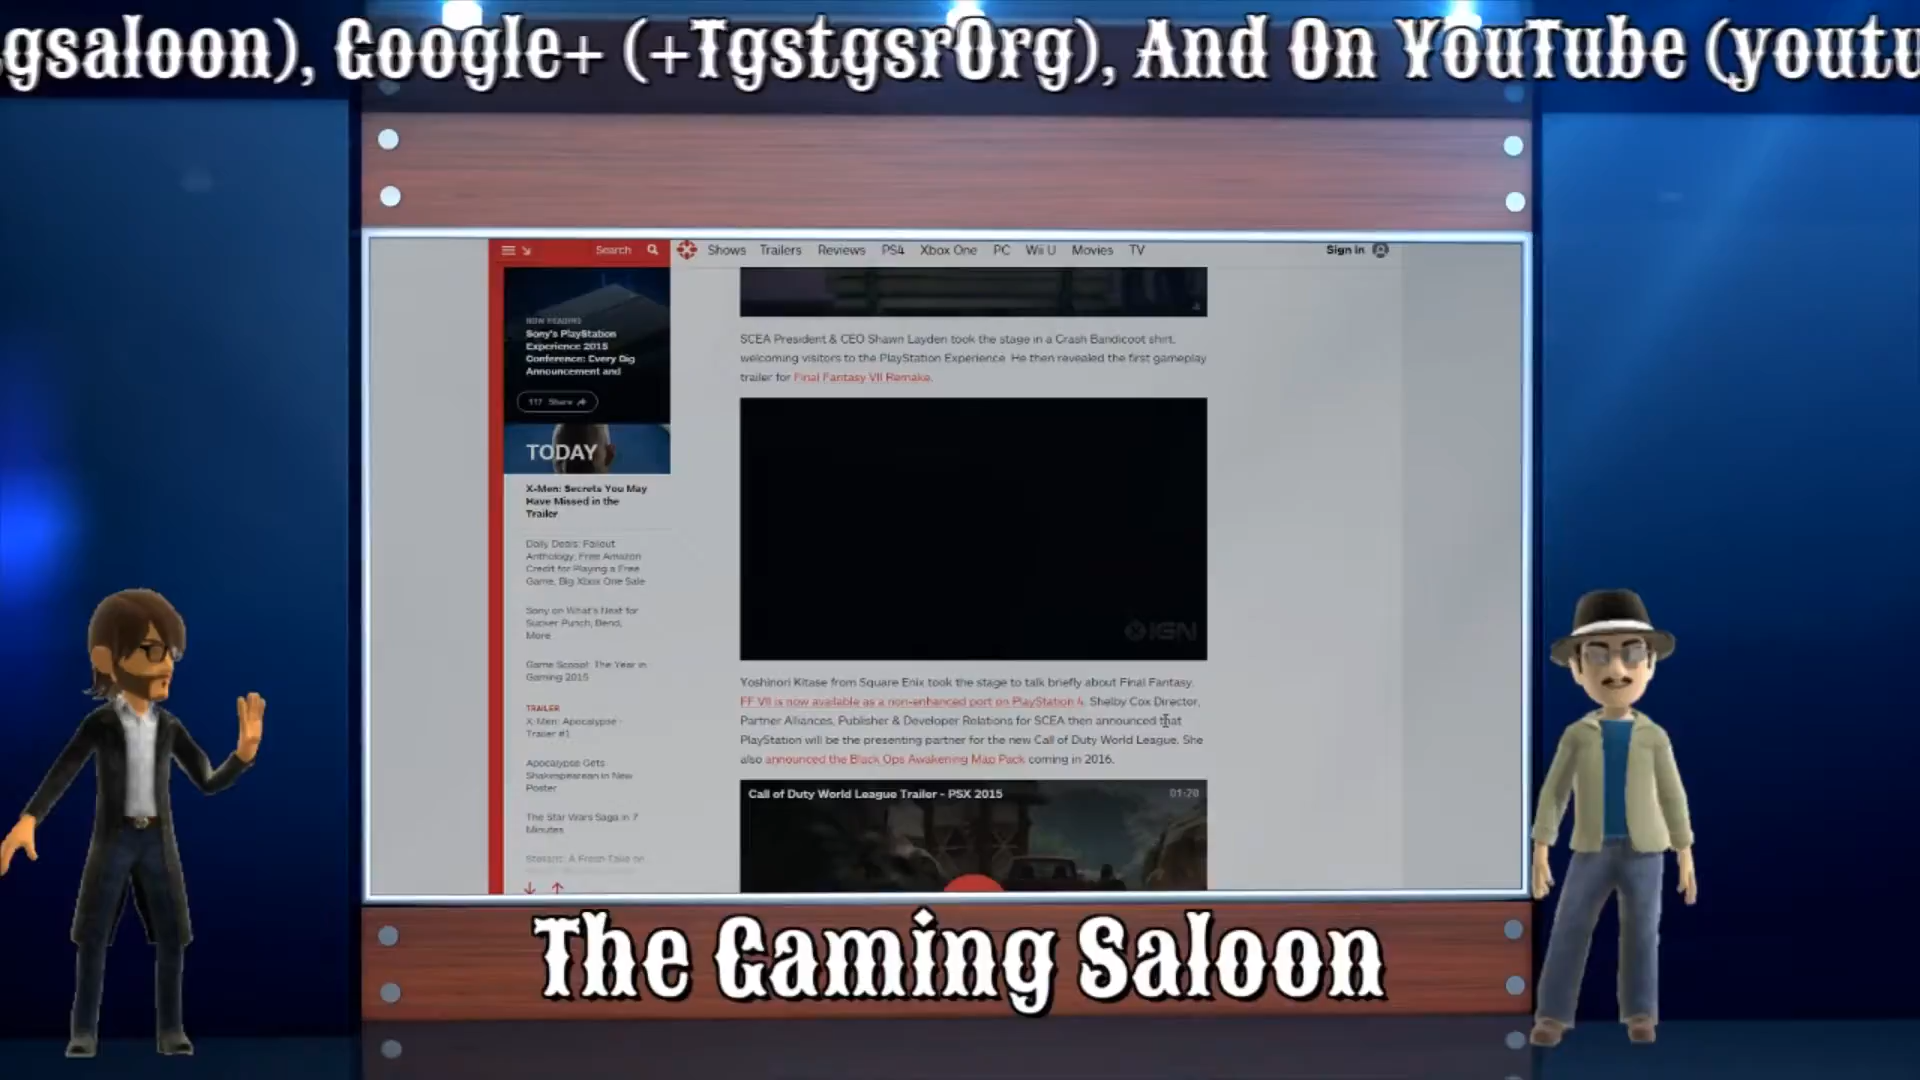 gsaloon), Google+ (+TgstgsrOrg), And On YouTube (youtu
Search
Shows Trailers Reviews PS4 Xbox One PC Wii U Movies TV
Sign In
NOW READING
Sony's PlayStation
Experience 2015
Conference: Every Big
Announcement and
117 Share
TODAY
X-Men: Secrets You May
Have Missed in the
Trailer
Daily Deals: Fallout
Anthology, Free Amazon
Credit for Playing a Free
Game, Big Xbox One Sale
Sony on What's Next for
Sucker Punch, Bend,
More
Game Scoop!: The Year in
Gaming 2015
TRAILER
X-Men: Apocalypse -
Trailer #1
Apocalypse Gets
Shakespearean in New
Poster
The Star Wars Saga in 7
Minutes
A Fresh Take on
SCEA President & CEO Shawn Layden took the stage in a Crash Bandicoot shirt,
welcoming visitors to the PlayStation Experience. He then revealed the first gameplay
trailer for Final Fantasy VII Remake.
IGN
Yoshinori Kitase from Square Enix took the stage to talk briefly about Final Fantasy.
FF VII is now available as a non-enhanced port on PlayStation 4. Shelby Cox Director,
Partner Alliances, Publisher & Developer Relations for SCEA then announced that
PlayStation will be the presenting partner for the new Call of Duty World League. She
also announced the Black Ops Awakening Map Pack coming in 2016.
Call of Duty World League Trailer - PSX 2015
01:20
The Gaming Saloon